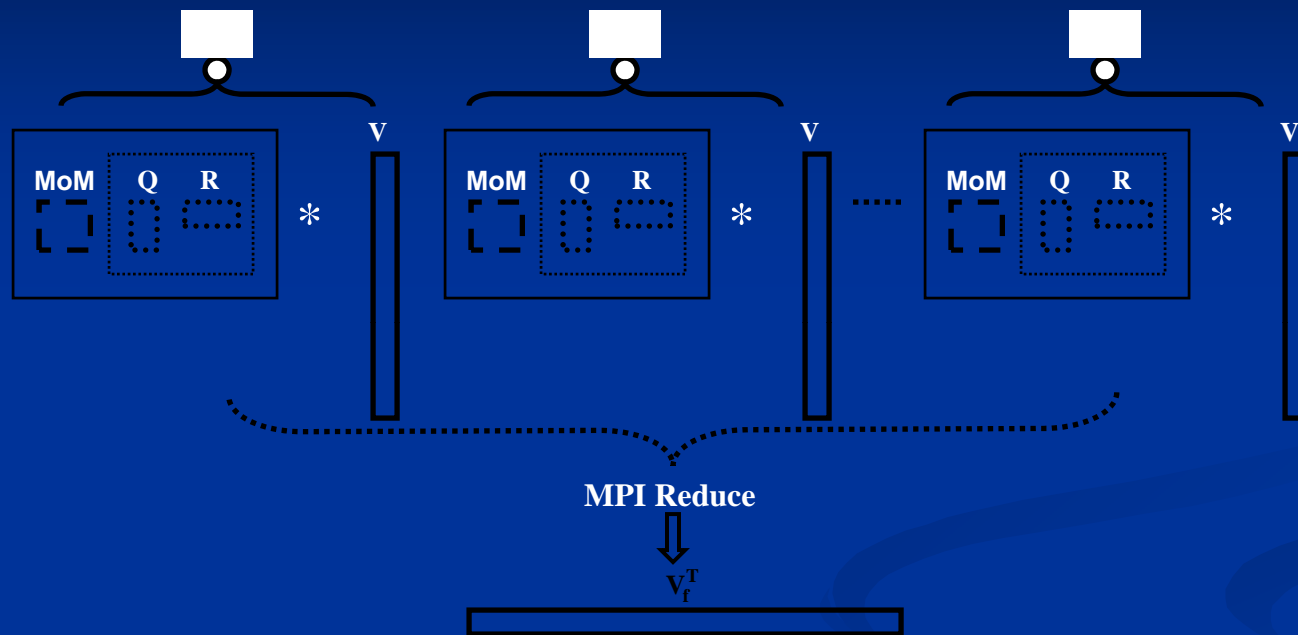 V V V
MoM Q R MoM Q R MoM Q R
* * *
MPI Reduce
V_f^T